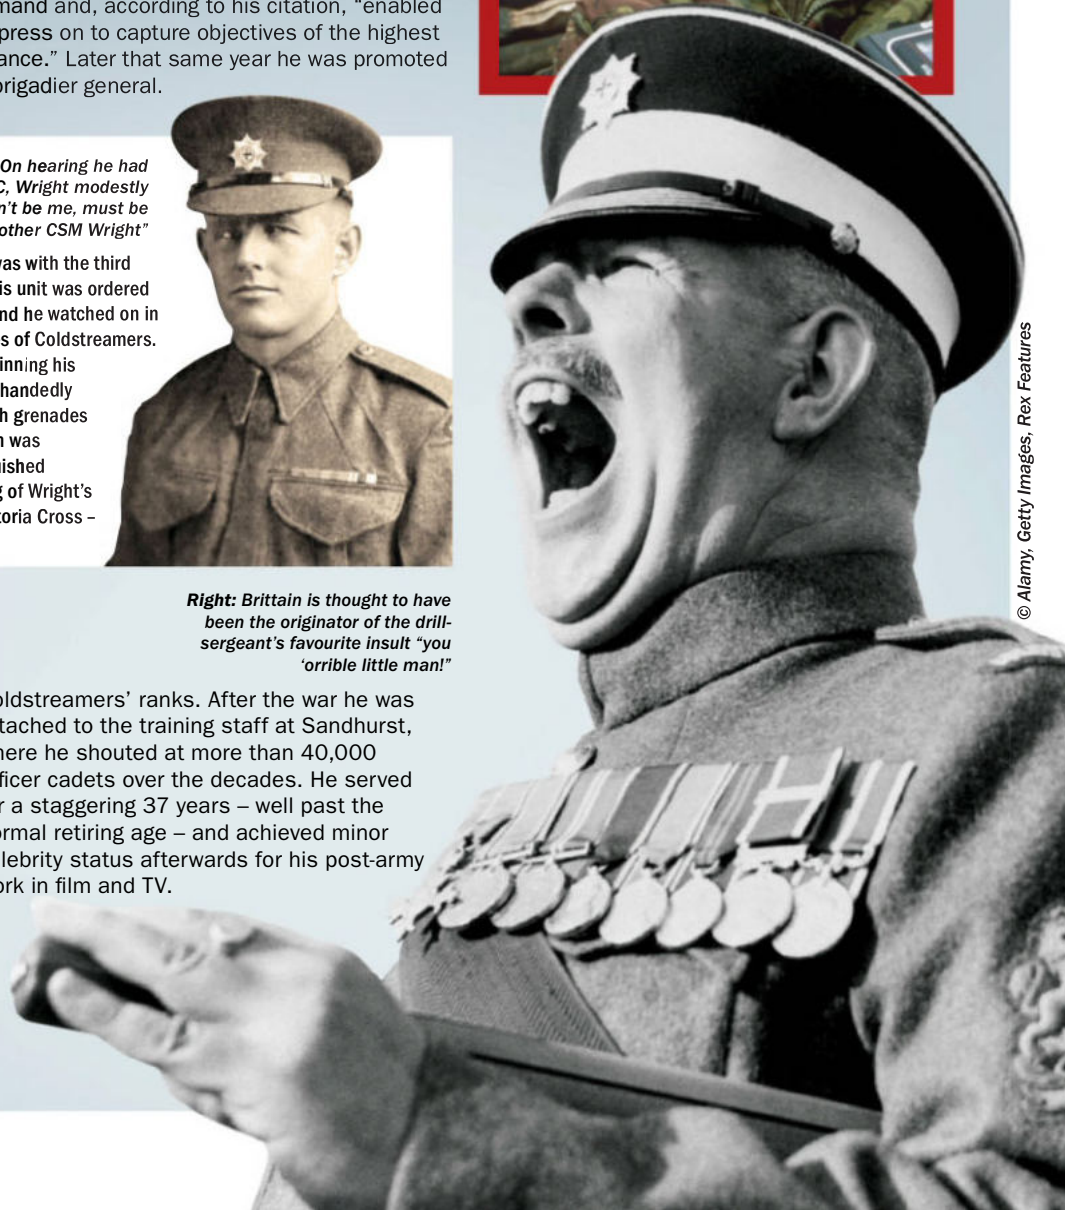 mand and, according to his citation, “enabled
press on to capture objectives of the highest
ance.” Later that same year he was promoted
brigadier general.
On hearing he had
C, Wright modestly
n’t be me, must be
other CSM Wright”
was with the third
is unit was ordered
nd he watched on in
s of Coldstreamers.
inning his
handedly
h grenades
n was
uished
g of Wright’s
toria Cross –
Right: Brittain is thought to have
been the originator of the drill-
sergeant’s favourite insult “you
‘orrible little man!”
oldstreamers’ ranks. After the war he was
ttached to the training staff at Sandhurst,
here he shouted at more than 40,000
fficer cadets over the decades. He served
r a staggering 37 years – well past the
ormal retiring age – and achieved minor
elebrity status afterwards for his post-army
ork in film and TV.
© Alamy, Getty Images, Rex Features